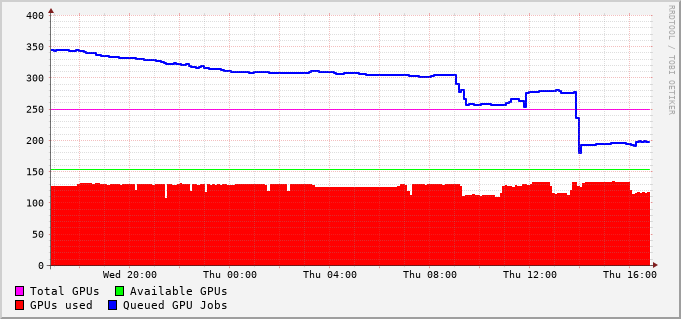 400
350
300
250
200
150
100
50
0
Wed 20:00 Thu 00:00 Thu 04:00 Thu 08:00 Thu 12:00 Thu 16:00
Total GPUs Available GPUs
GPUs used Queued GPU Jobs
RRDTOOL / TOBI OETIKER